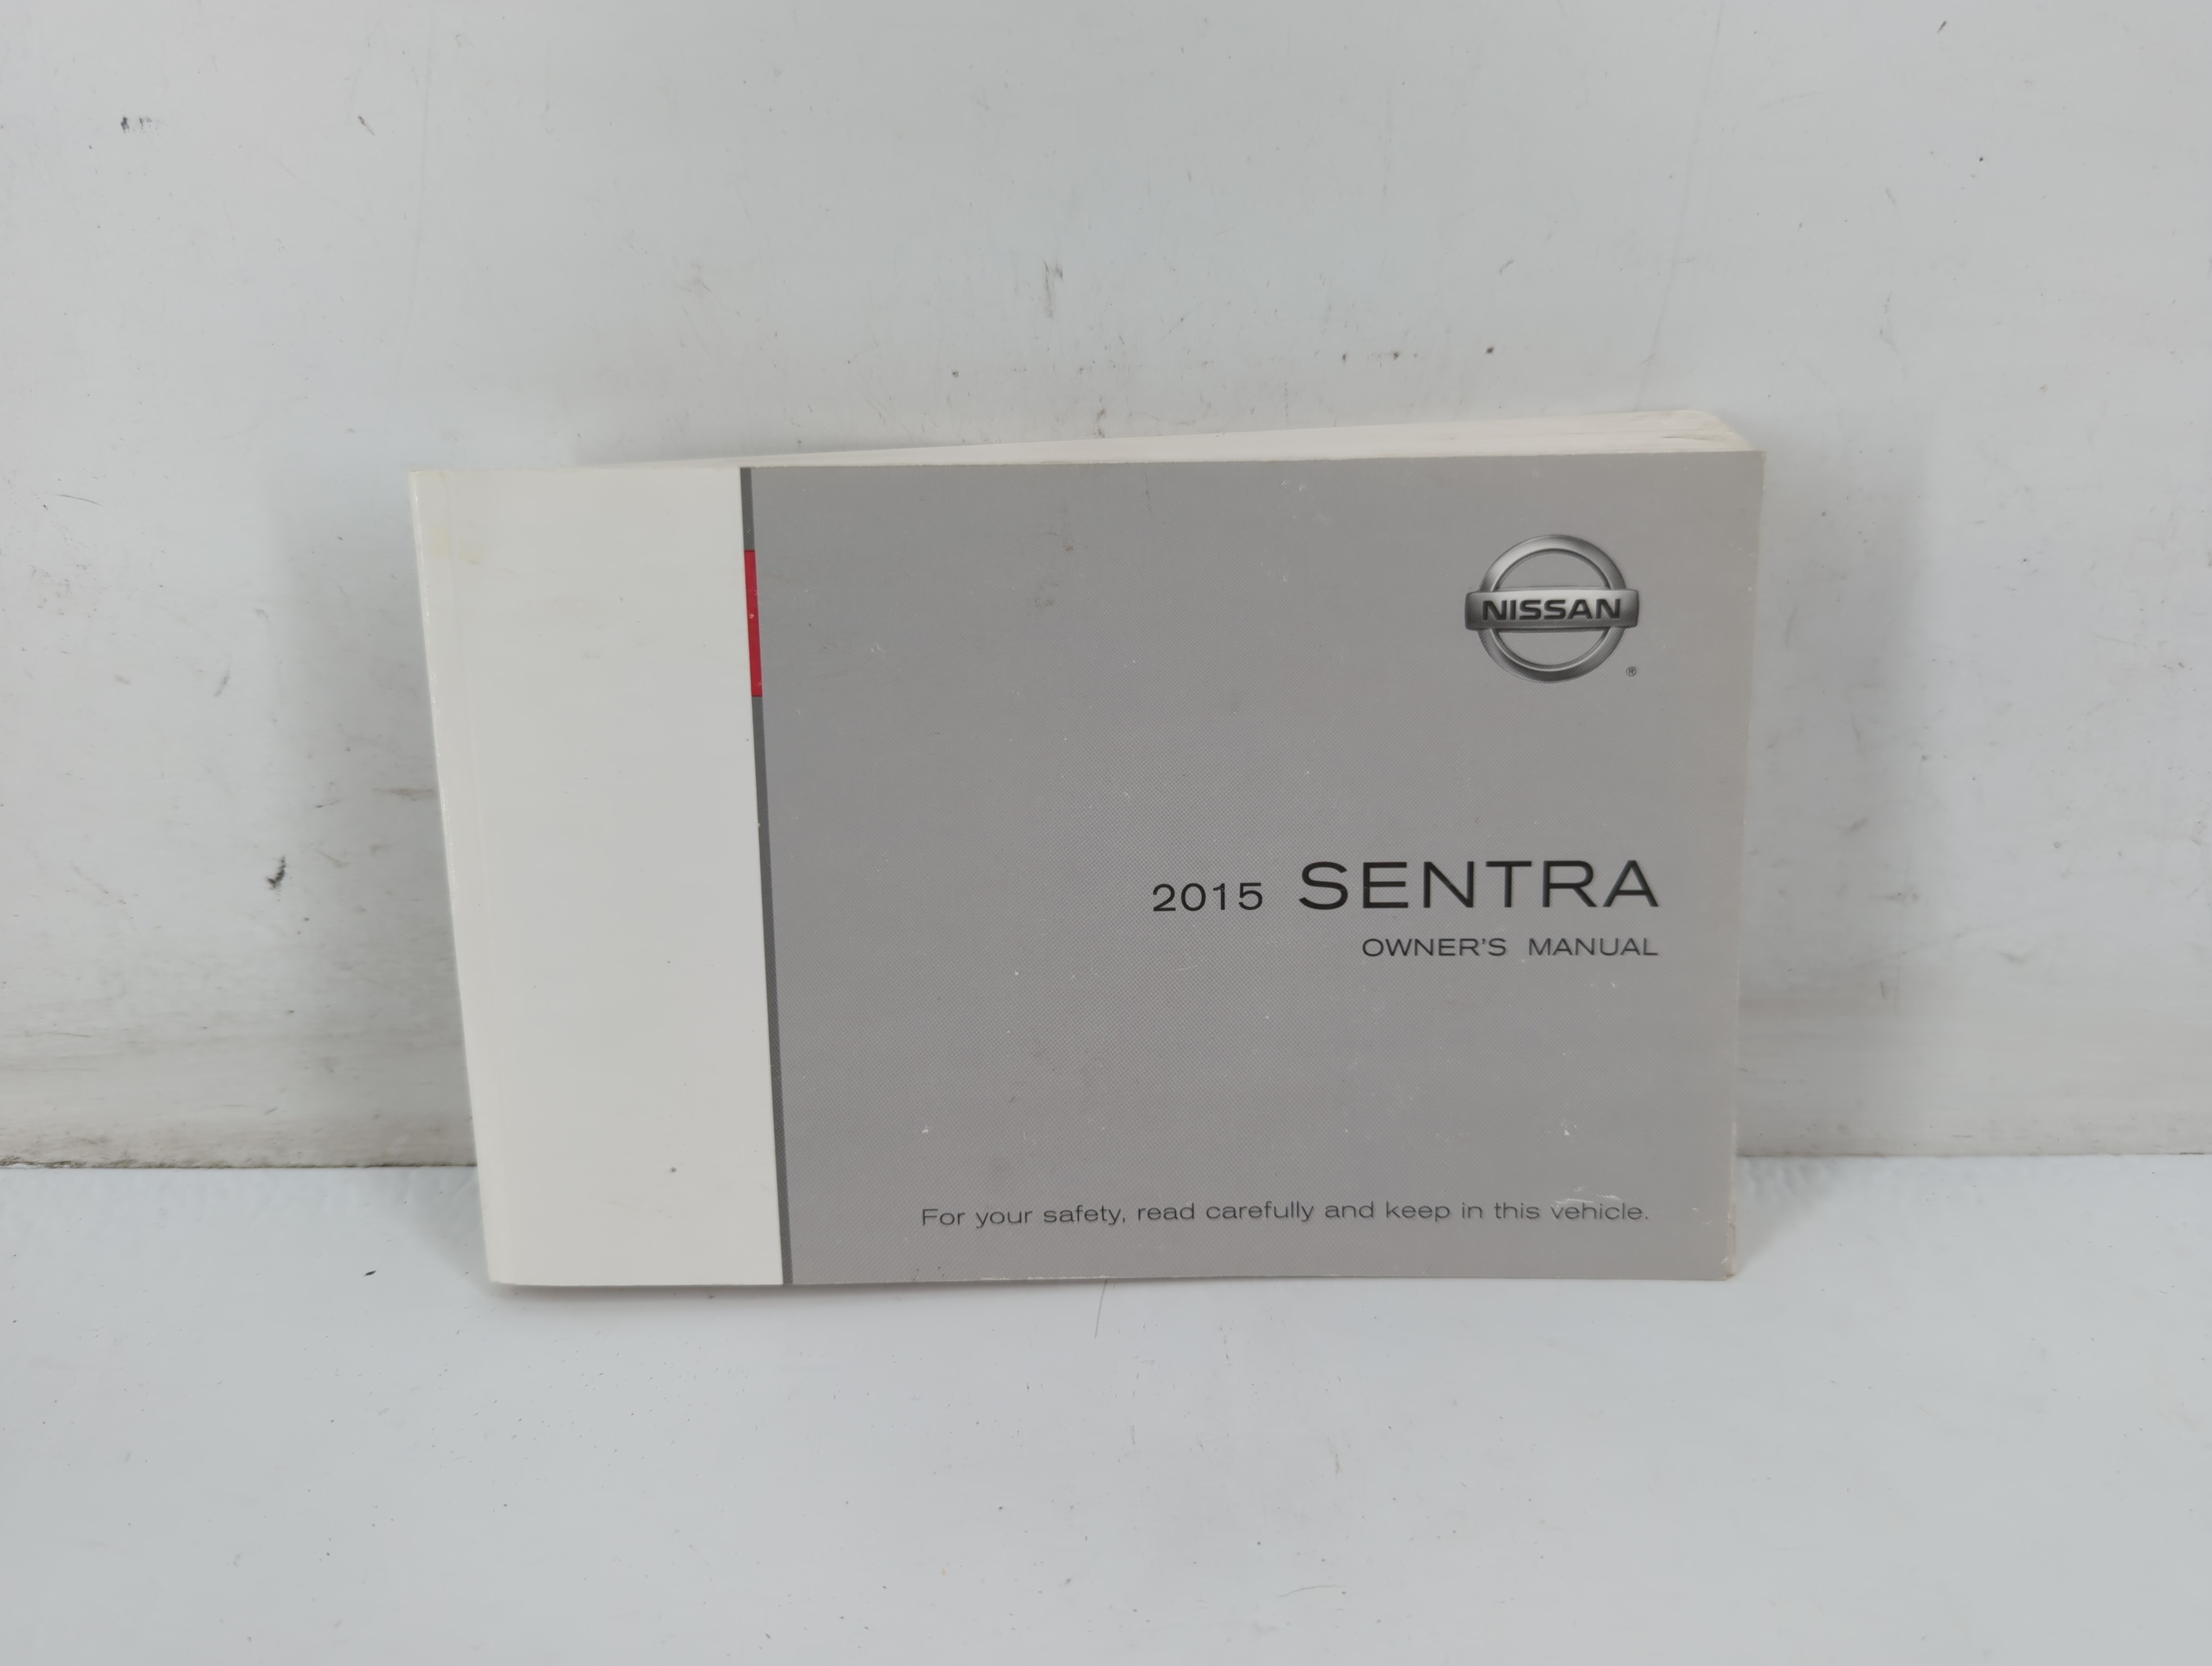 NISSAN
®
2015 SENTRA
OWNER'S MANUAL
For your safety, read carefully and keep in this vehicle.